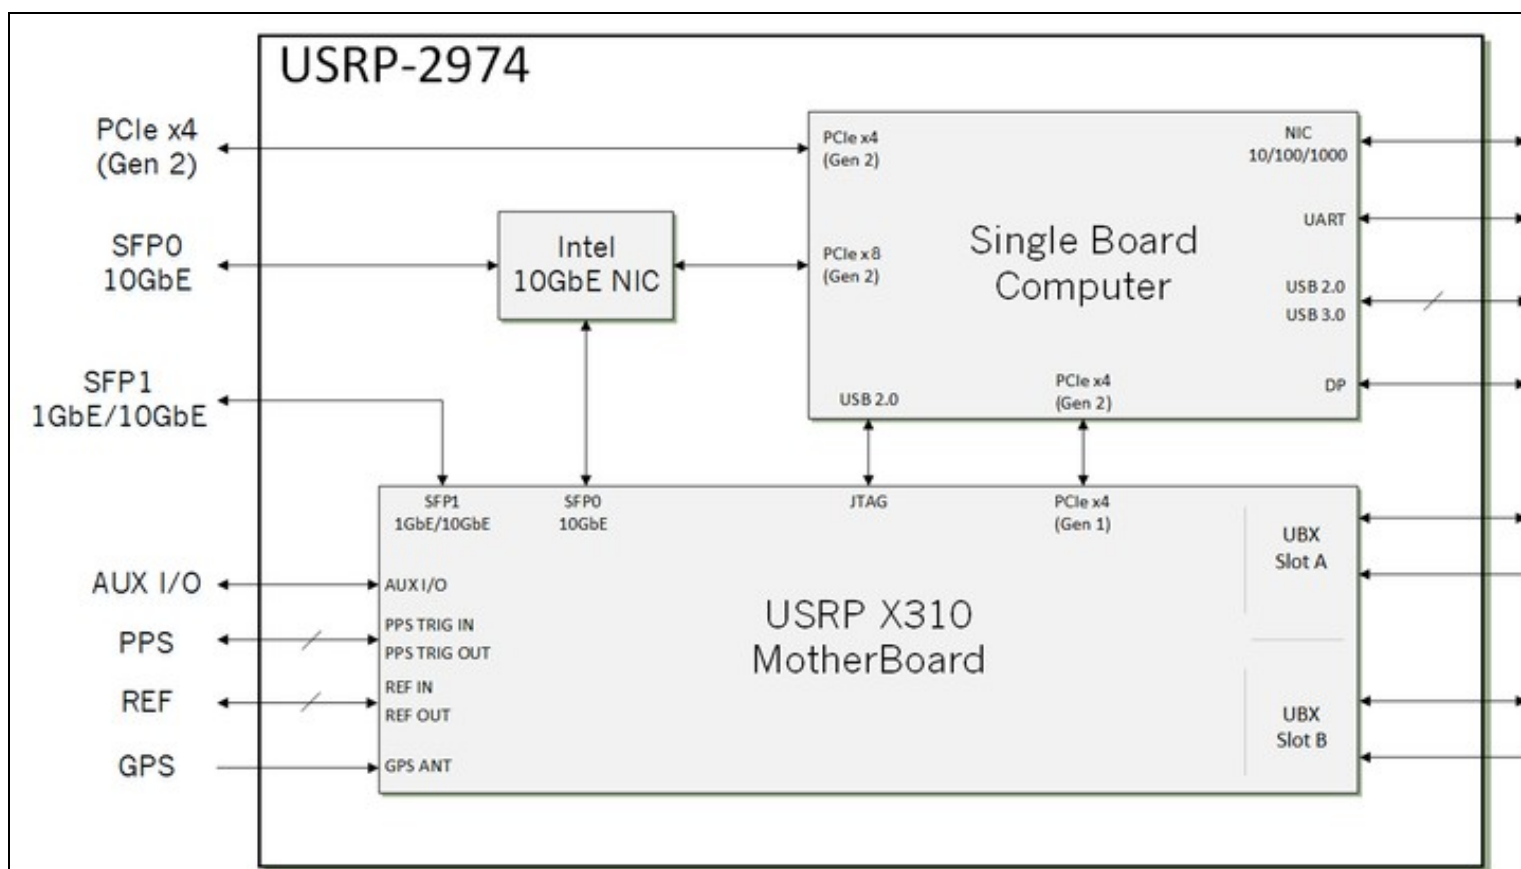 USRP-2974
PCIe x4
(Gen 2)
SFP0
10GbE
SFP1
1GbE/10GbE
AUX I/O
PPS
REF
GPS
Intel
10GbE NIC
PCIe x4
(Gen 2)
PCIe x8
(Gen 2)
Single Board
Computer
NIC
10/100/1000
UART
USB 2.0
USB 3.0
DP
USB 2.0
PCIe x4
(Gen 2)
SFP1
1GbE/10GbE
SFP0
10GbE
JTAG
PCIe x4
(Gen 1)
AUX I/O
PPS TRIG IN
PPS TRIG OUT
REF IN
REF OUT
GPS ANT
USRP X310
MotherBoard
UBX
Slot A
UBX
Slot B